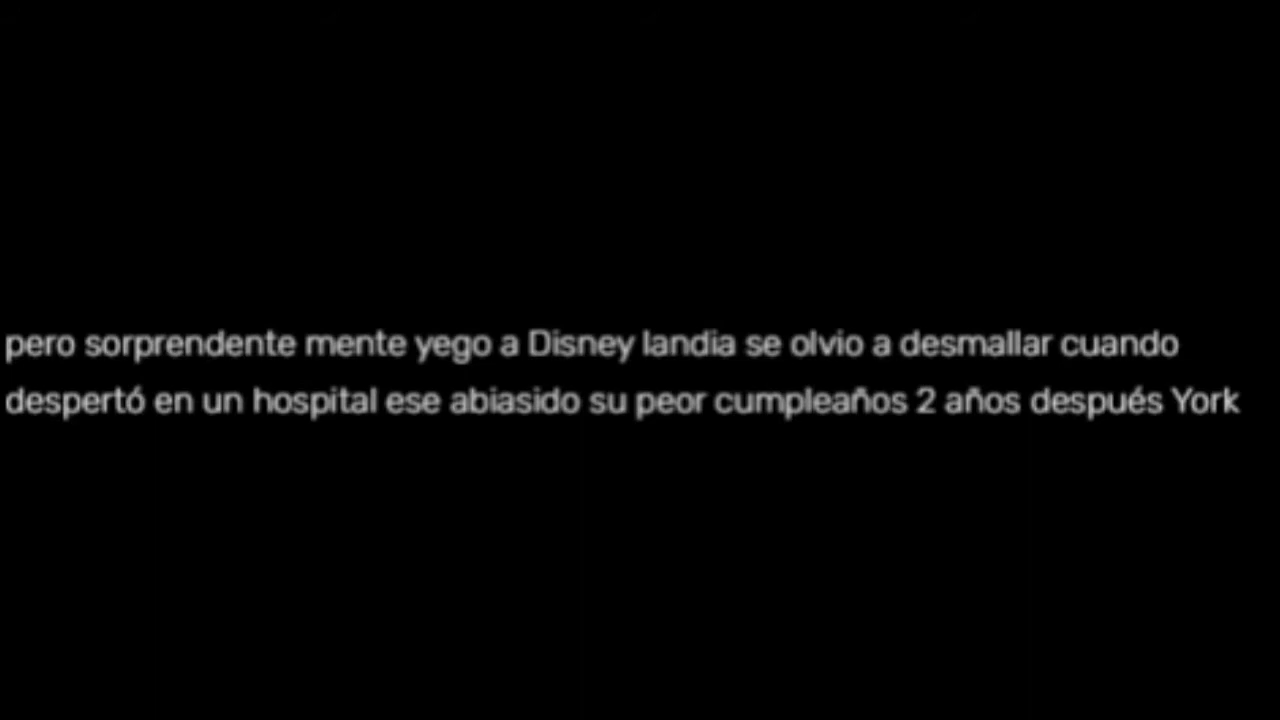 pero sorprendente mente yego a Disney landia se olvio a desmallar cuando
despertó en un hospital ese abiasido su peor cumpleaños 2 años después York